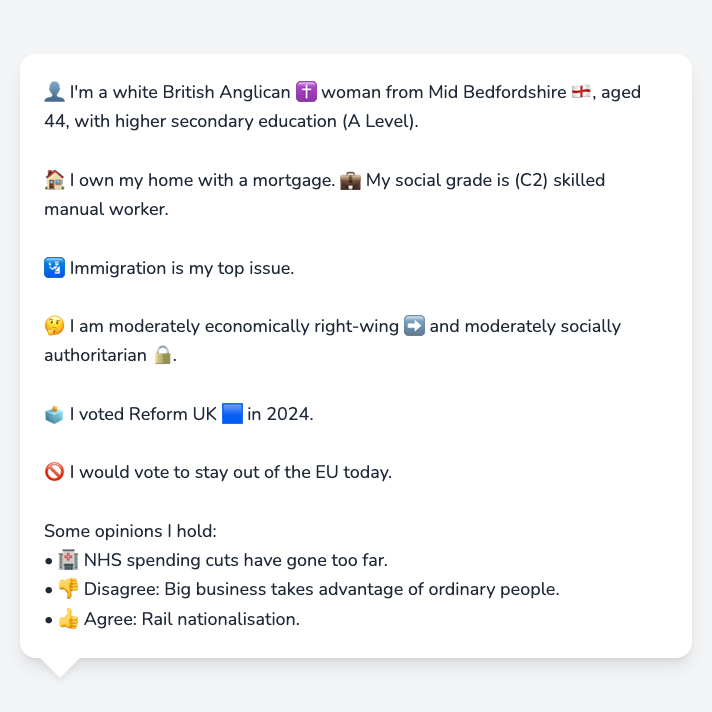 👤 I'm a white British Anglican ✝️ woman from Mid Bedfordshire 🏴󠁧󠁢󠁥󠁮󠁧󠁿, aged
44, with higher secondary education (A Level).
🏠 I own my home with a mortgage. 💼 My social grade is (C2) skilled
manual worker.
🛂 Immigration is my top issue.
🤔 I am moderately economically right-wing ➡️ and moderately socially
authoritarian 🔒.
🗳️ I voted Reform UK 🟦 in 2024.
🚫 I would vote to stay out of the EU today.
Some opinions I hold:
• 🏥 NHS spending cuts have gone too far.
• 👎 Disagree: Big business takes advantage of ordinary people.
• 👍 Agree: Rail nationalisation.